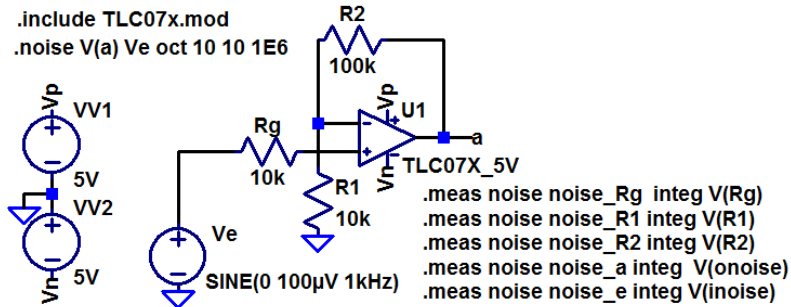 .include TLC07x.mod
.noise V(a) Ve oct 10 10 1E6
R2
100k
Vp
VV1
5V
VV2
5V
Vn
Rg
10k
Vp
U1
-
+
+
-
a
Vn
TLC07X_5V
R1
10k
Ve
SINE(0 100µV 1kHz)
.meas noise noise_Rg integ V(Rg)
.meas noise noise_R1 integ V(R1)
.meas noise noise_R2 integ V(R2)
.meas noise noise_a integ V(onoise)
.meas noise noise_e integ V(inoise)